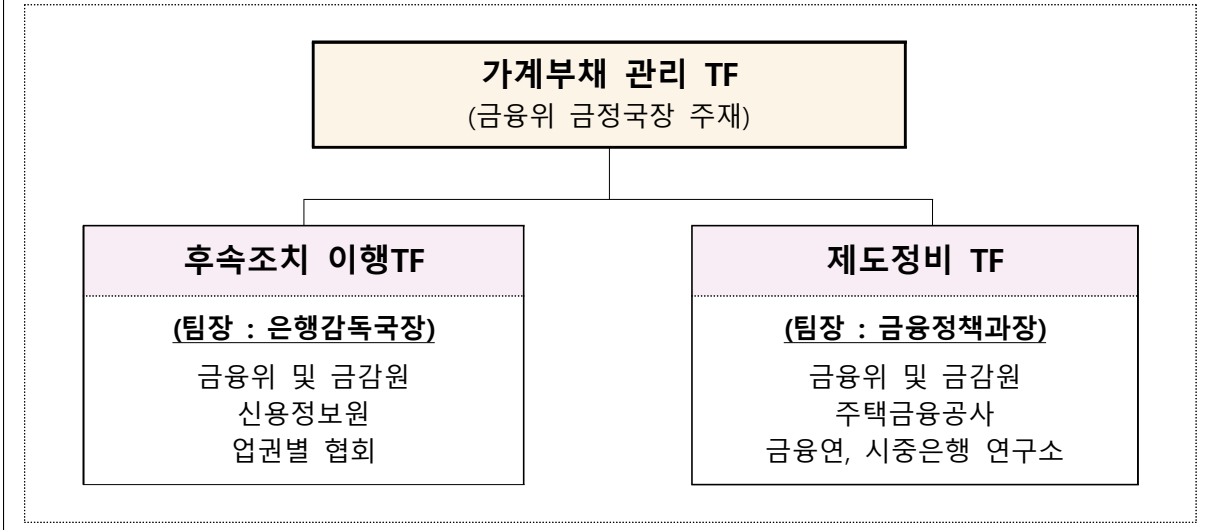 가계부채 관리 TF
(금융위 금정국장 주재)
후속조치 이행TF
(팀장 : 은행감독국장)
금융위 및 금감원
신용정보원
업권별 협회
제도정비 TF
(팀장 : 금융정책과장)
금융위 및 금감원
주택금융공사
금융연, 시중은행 연구소